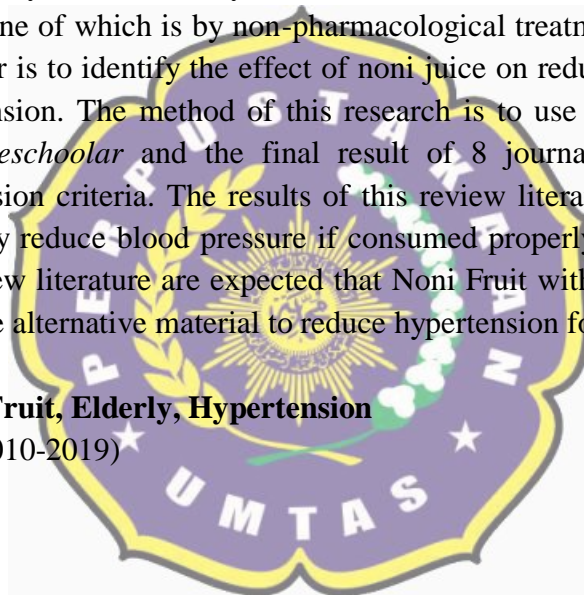 ne of which is by non-pharmacological treatm
r is to identify the effect of noni juice on redu
nsion. The method of this research is to use
eschoolar and the final result of 8 journa
sion criteria. The results of this review litera
y reduce blood pressure if consumed properly
ew literature are expected that Noni Fruit with
e alternative material to reduce hypertension fo
Fruit, Elderly, Hypertension
010-2019)
PERPUSTAKAAN
UMTAS